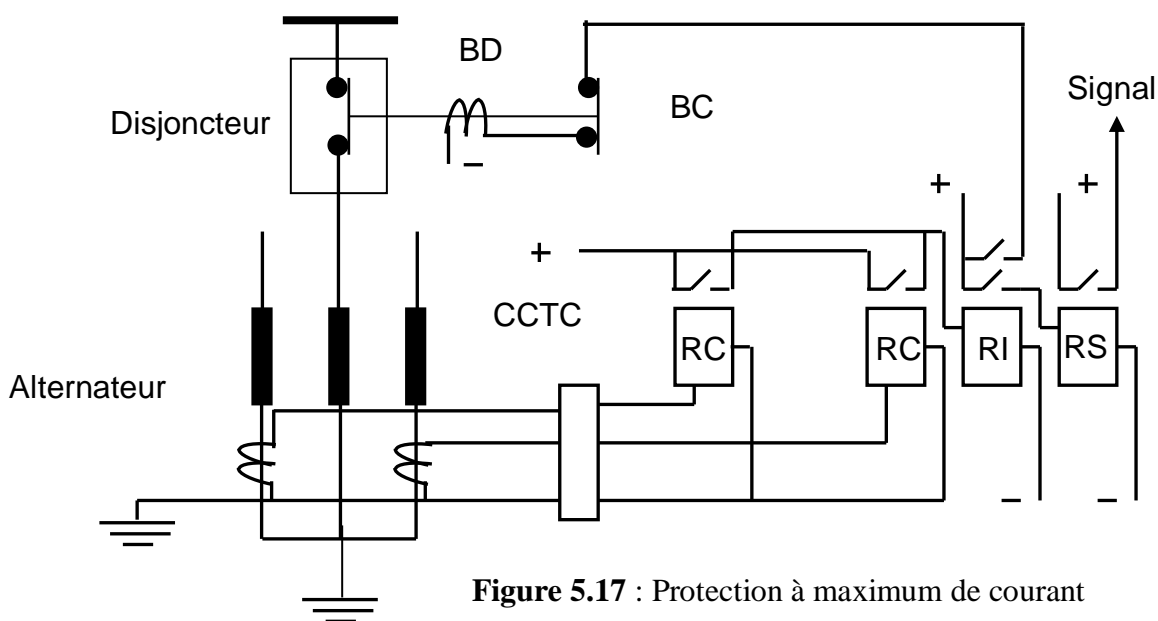 BD
BC
Signal
Disjoncteur
–
+ +
+
CCTC
RC RC RI RS
Alternateur
– –
Figure 5.17 : Protection à maximum de courant